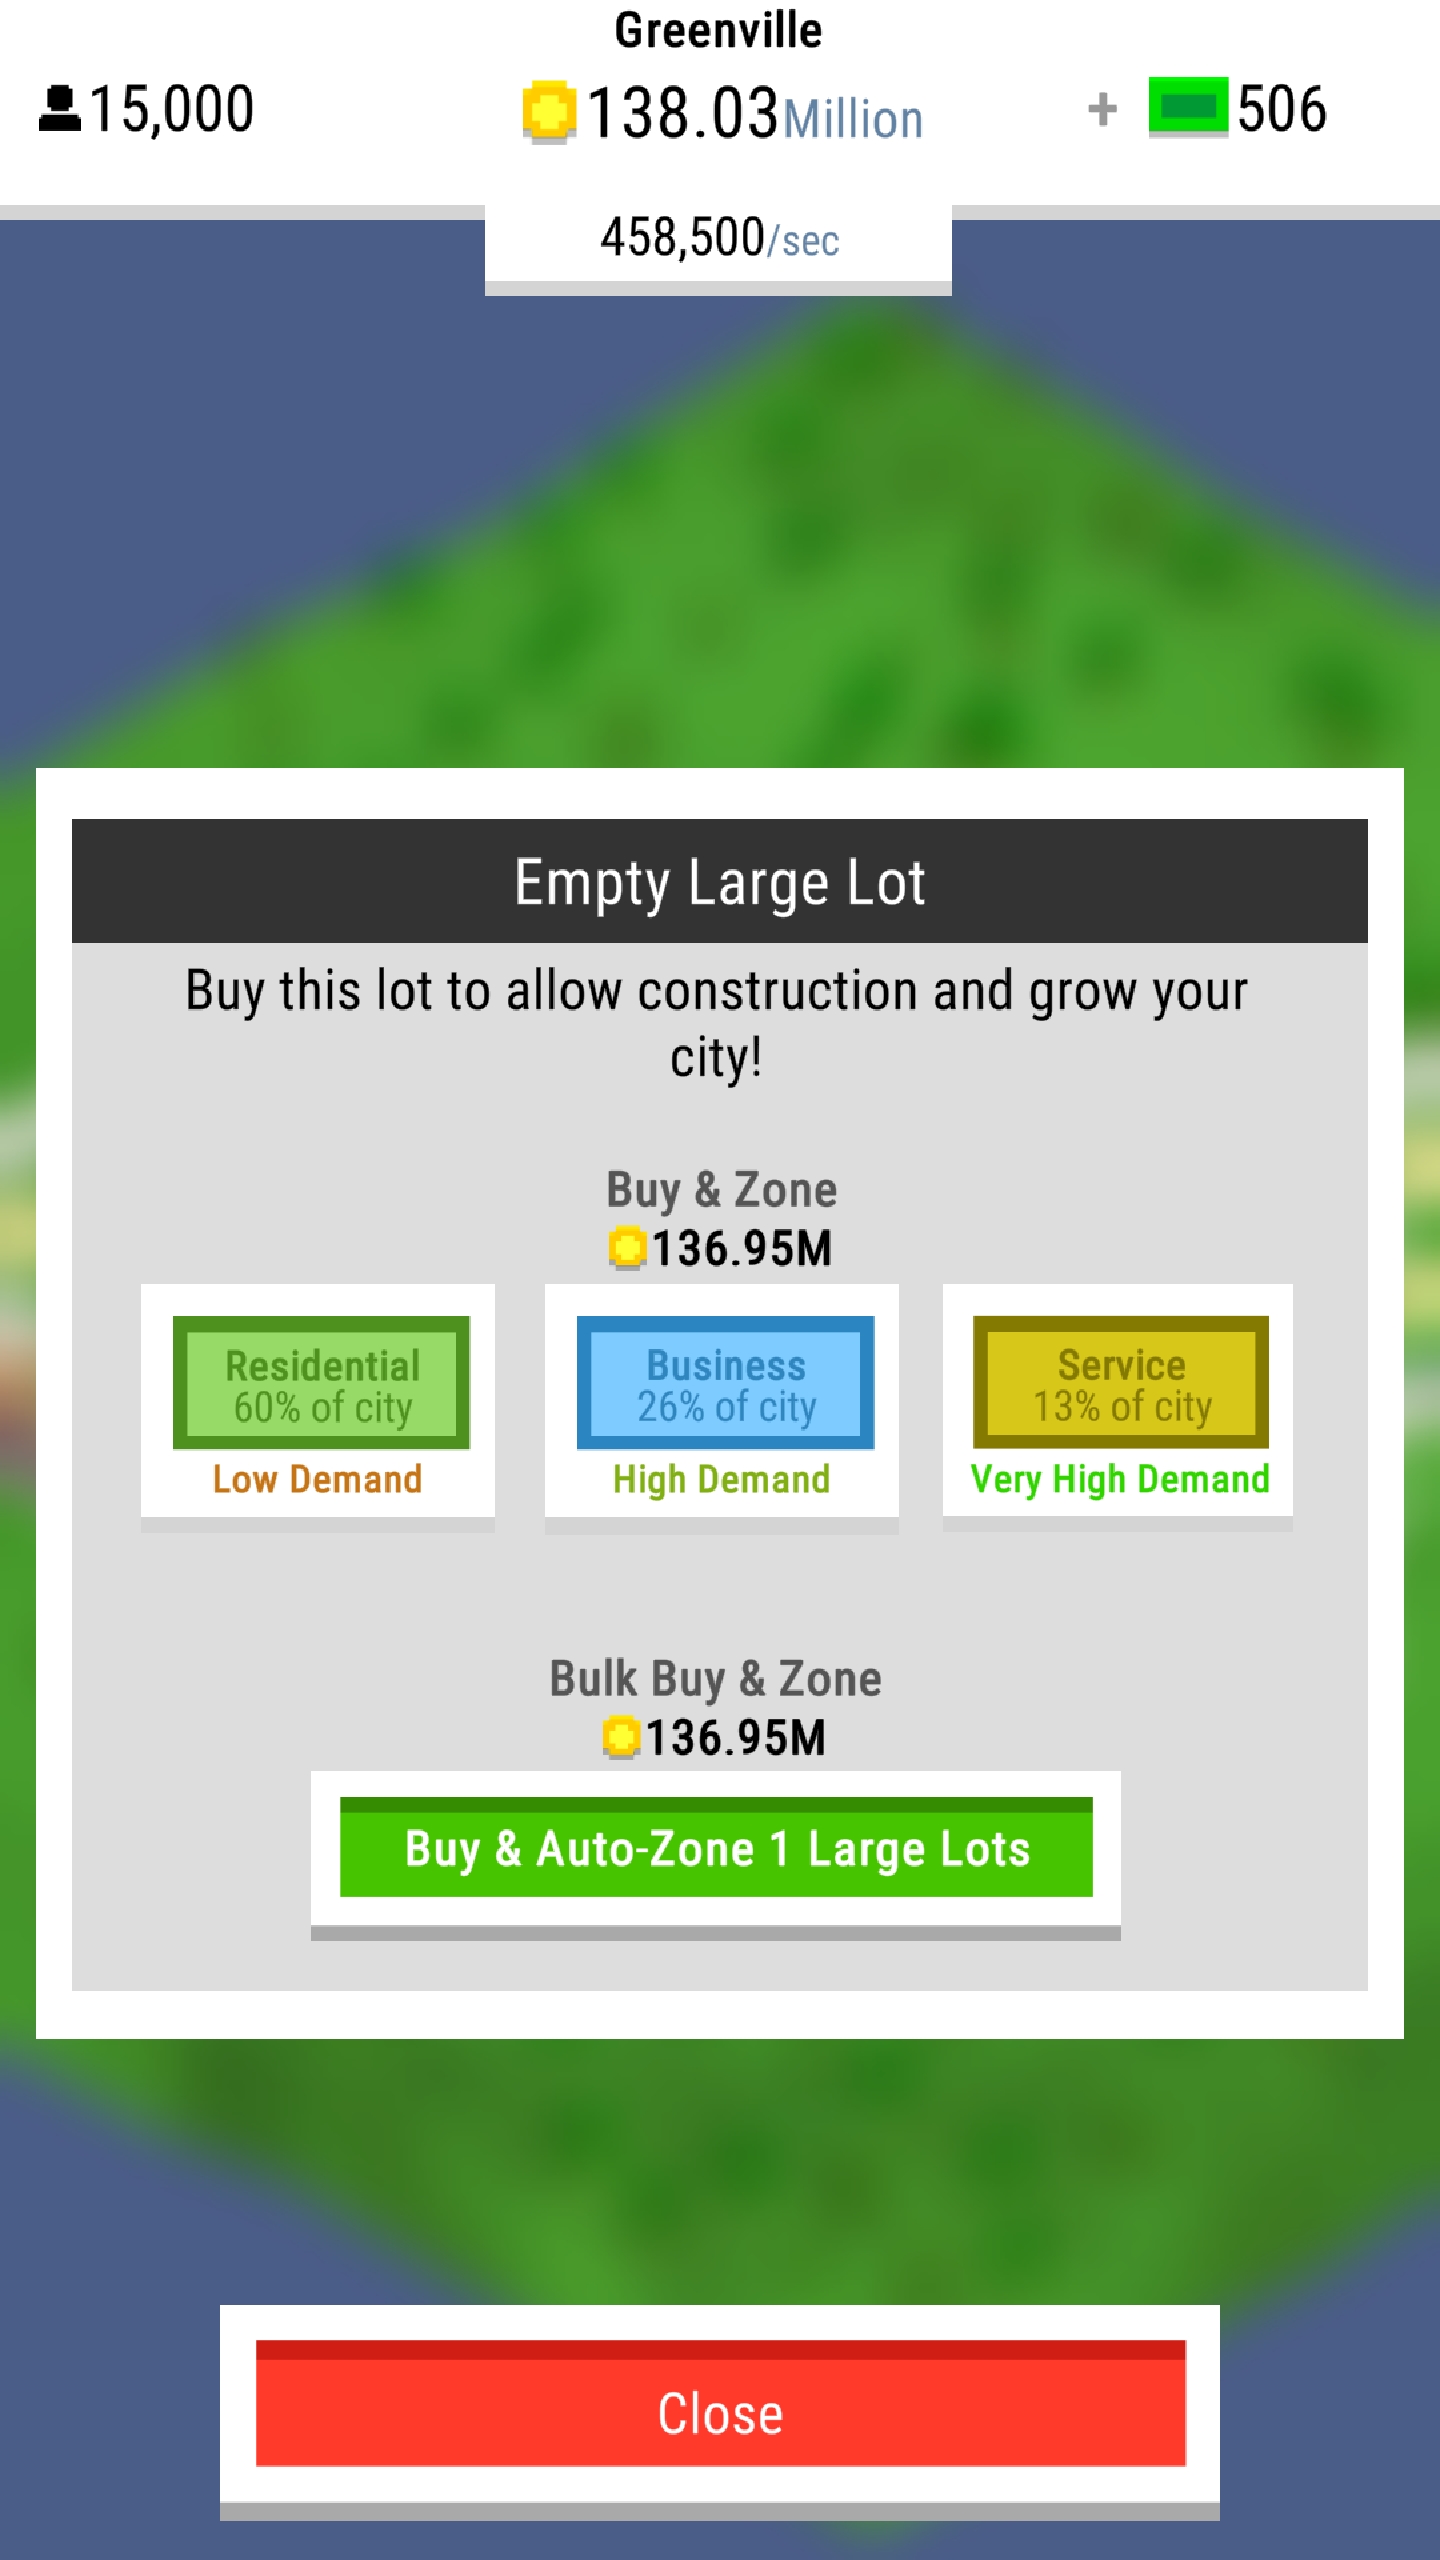 Greenville
15,000
138.03Million
+ 506
458,500/sec
Empty Large Lot
Buy this lot to allow construction and grow your
city!
Buy & Zone
136.95M
Residential
60% of city
Low Demand
Business
26% of city
High Demand
Service
13% of city
Very High Demand
Bulk Buy & Zone
136.95M
Buy & Auto-Zone 1 Large Lots
Close